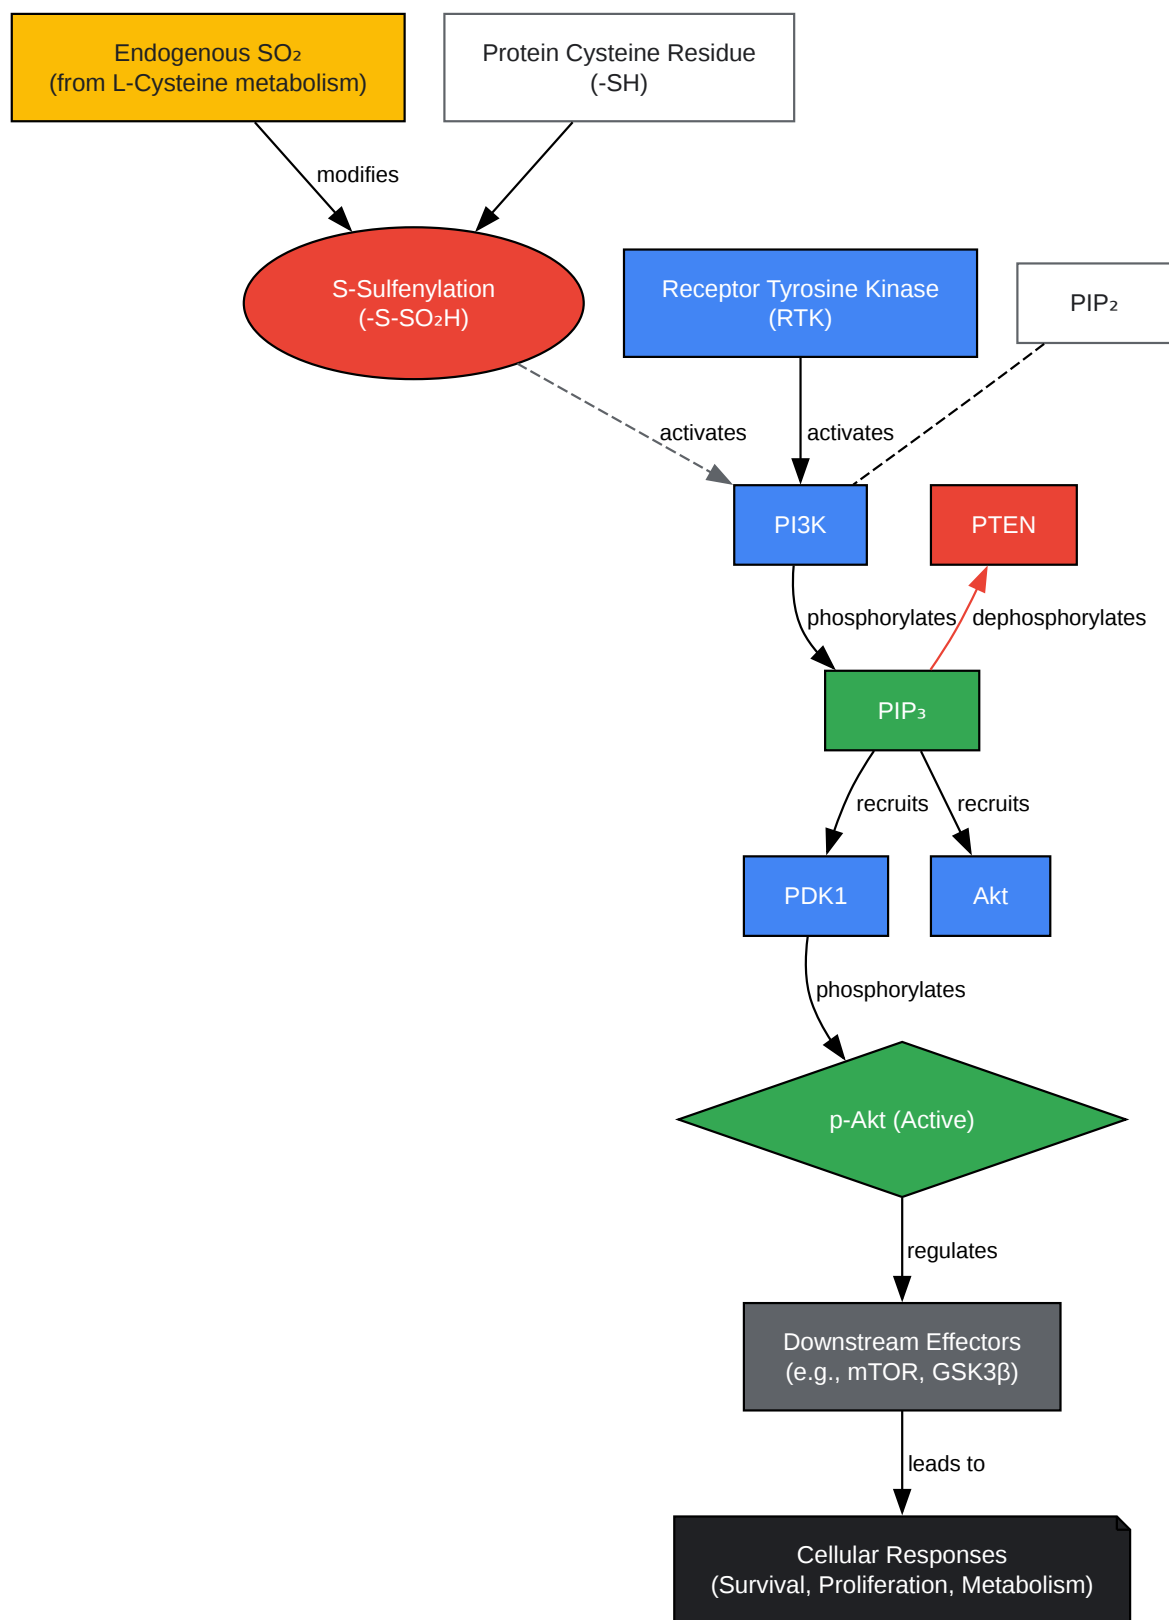 Endogenous SO₂
(from L-Cysteine metabolism)
Protein Cysteine Residue
(-SH)
modifies
S-Sulfenylation
(-S-SO₂H)
Receptor Tyrosine Kinase
(RTK)
PIP₂
activates
activates
PI3K
PTEN
phosphorylates
dephosphorylates
PIP₃
recruits
recruits
PDK1
Akt
phosphorylates
p-Akt (Active)
regulates
Downstream Effectors
(e.g., mTOR, GSK3β)
leads to
Cellular Responses
(Survival, Proliferation, Metabolism)